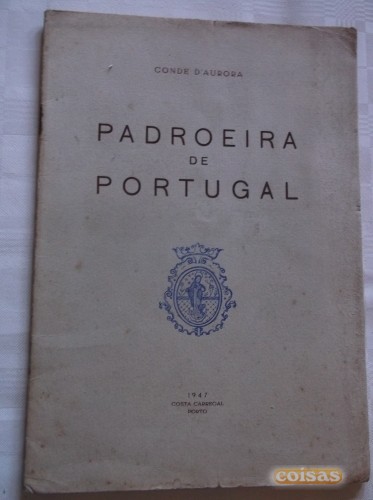 CONDE D'AURORA
PADROEIRA
DE
PORTUGAL
1947
COSTA CARREGAL
PORTO
coisas